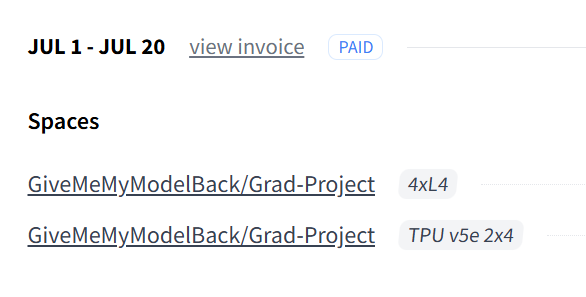 JUL 1 - JUL 20 view invoice PAID
Spaces
GiveMeMyModelBack/Grad-Project 4xL4
GiveMeMyModelBack/Grad-Project TPU v5e 2x4